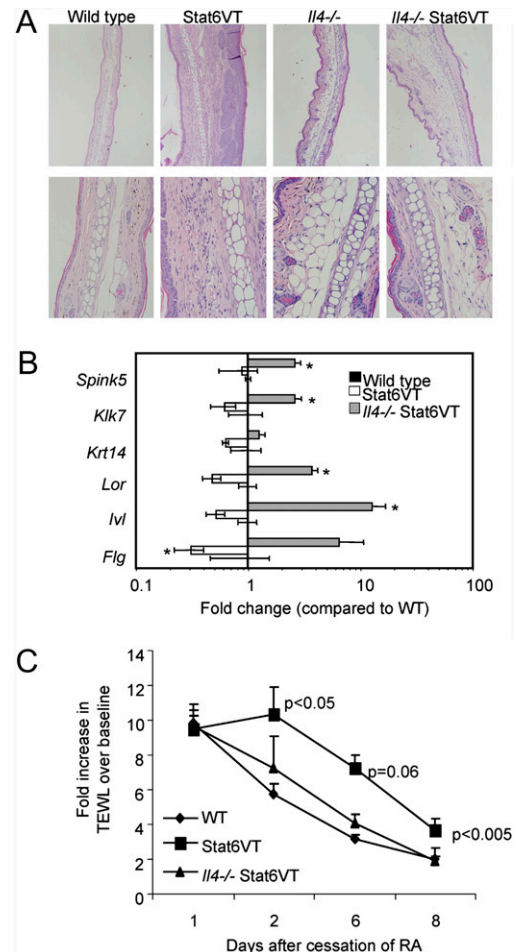 A
Wild type Stat6VT Il4-/- Il4-/- Stat6VT
B
Spink5
Klk7
Krt14
Lor
Ivl
Flg
*
*
*
*
*
Wild type
Stat6VT
Il4-/- Stat6VT
0.1 1 10 100
Fold change (compared to WT)
C
Fold increase in
TEWL over baseline
14
12
10
8
6
4
2
0
p<0.05
p=0.06
p<0.005
WT
Stat6VT
Il4-/- Stat6VT
1 2 6 8
Days after cessation of RA